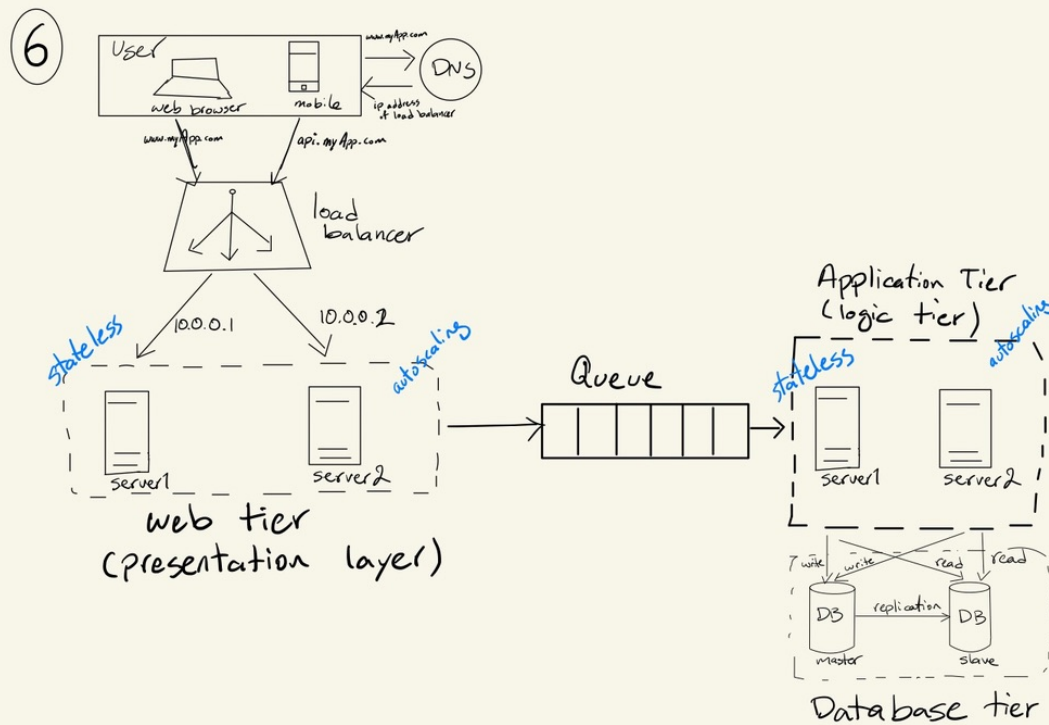 6
User
web browser
mobile
www.myApp.com
DNS
ip address
of load balancer
www.myApp.com
api.myApp.com
load
balancer
10.0.0.1
10.0.0.2
stateless
autoscaling
server1
server2
web tier
(presentation layer)
Queue
Application Tier
(logic tier)
stateless
autoscaling
server1
server2
write
write
read
read
DB
replication
DB
master
slave
Database tier